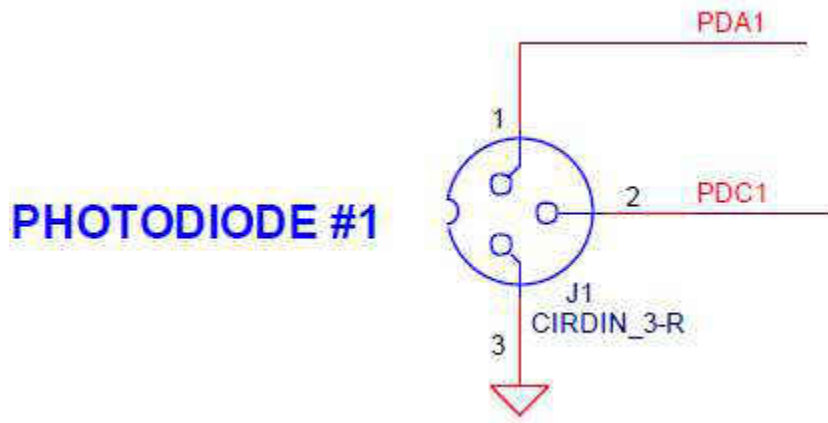 PDA1
1
2
PDC1
PHOTODIODE #1
J1
CIRDIN_3-R
3